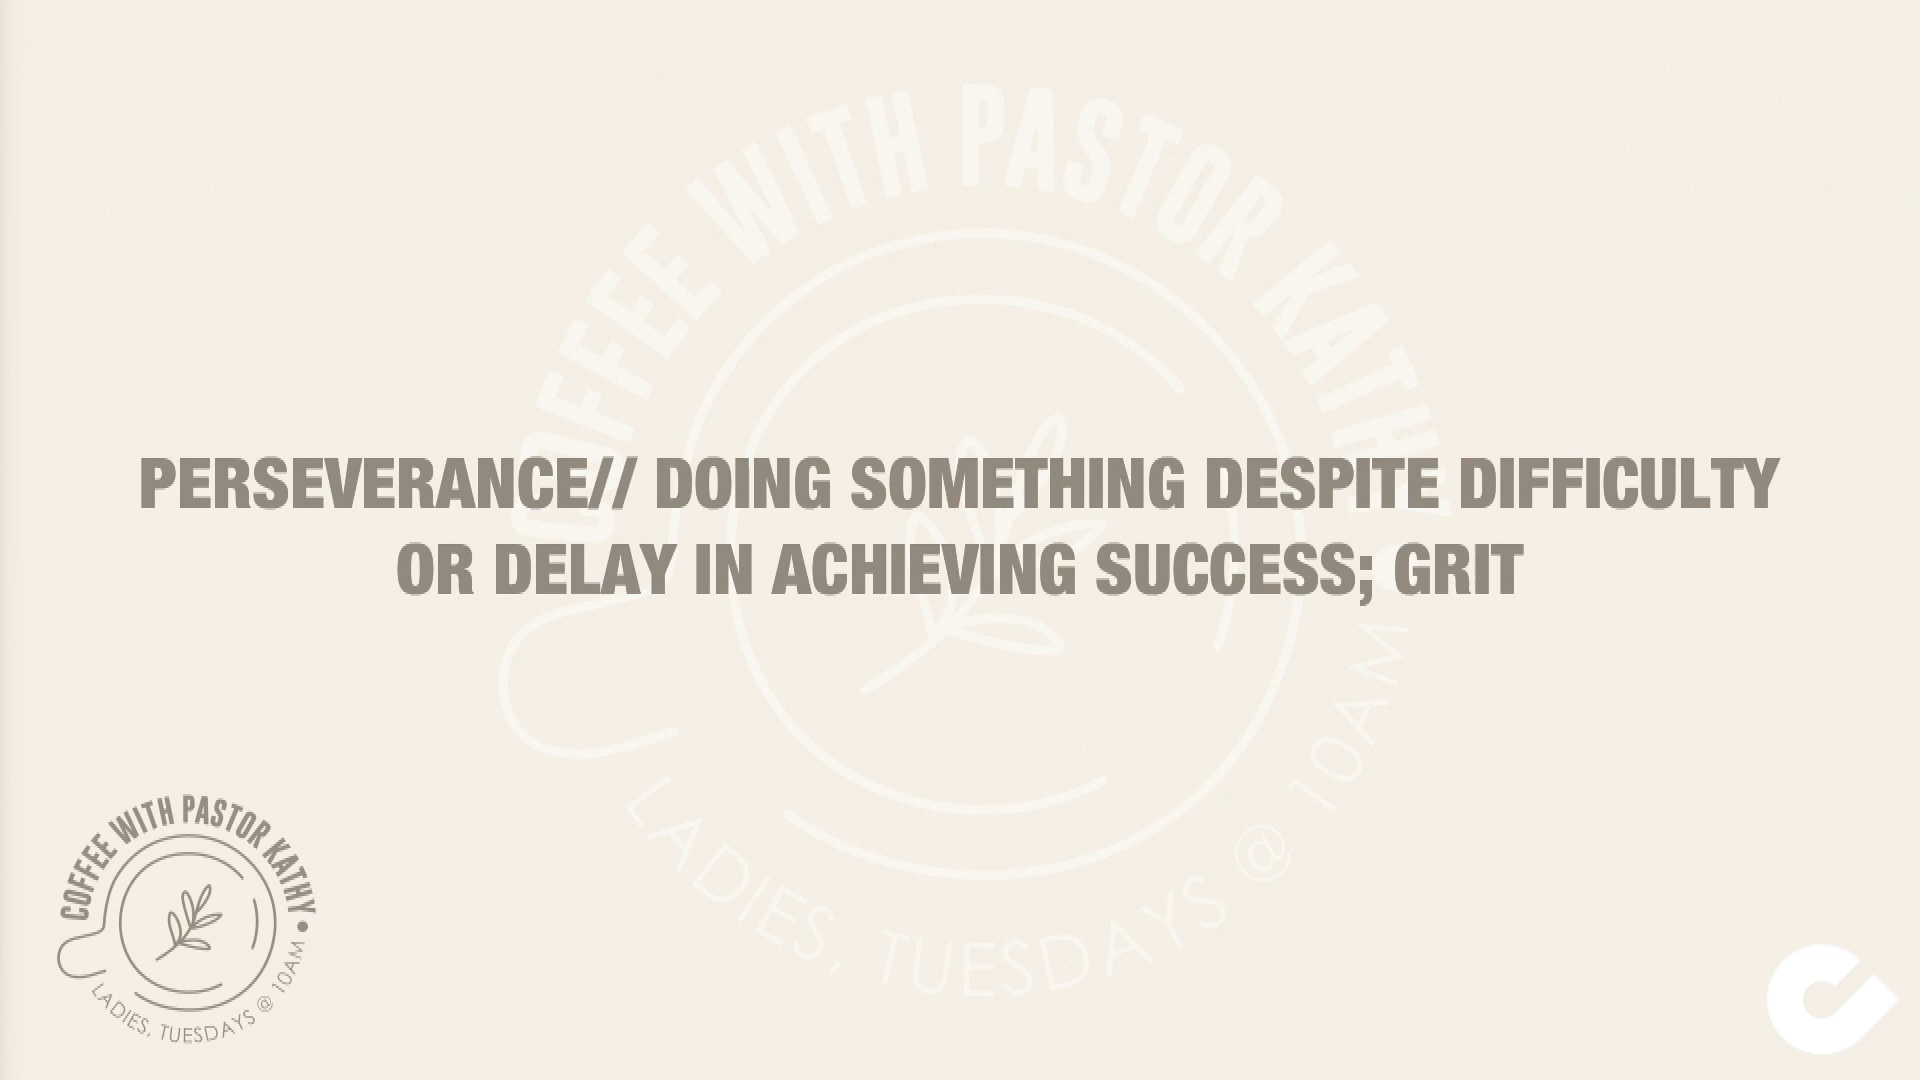 PERSEVERANCE// DOING SOMETHING DESPITE DIFFICULTY
OR DELAY IN ACHIEVING SUCCESS; GRIT
COFFEE WITH PASTOR KATHY
LADIES, TUESDAYS @ 10AM
COFFEE WITH PASTOR KATHY •
LADIES, TUESDAYS @ 10AM